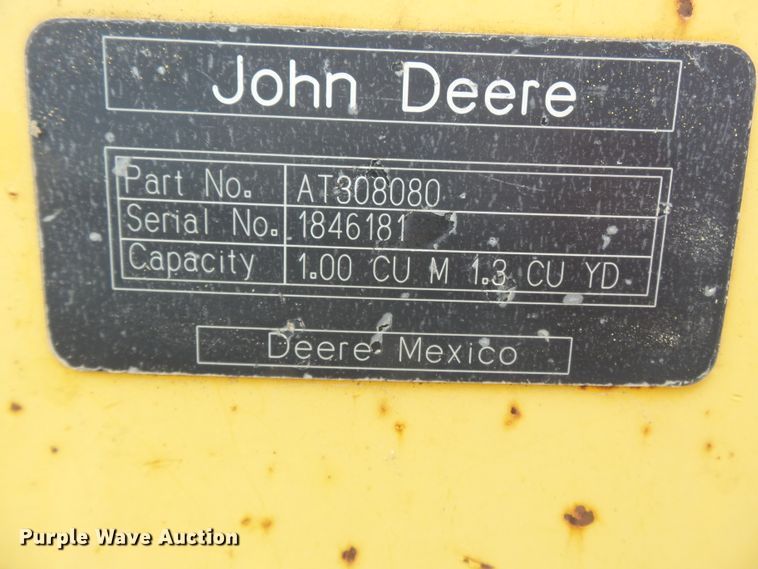 John Deere
Part No. AT308080
Serial No. 1846181
Capacity 1.00 CU M 1.3 CU YD
Deere Mexico
Purple Wave Auction